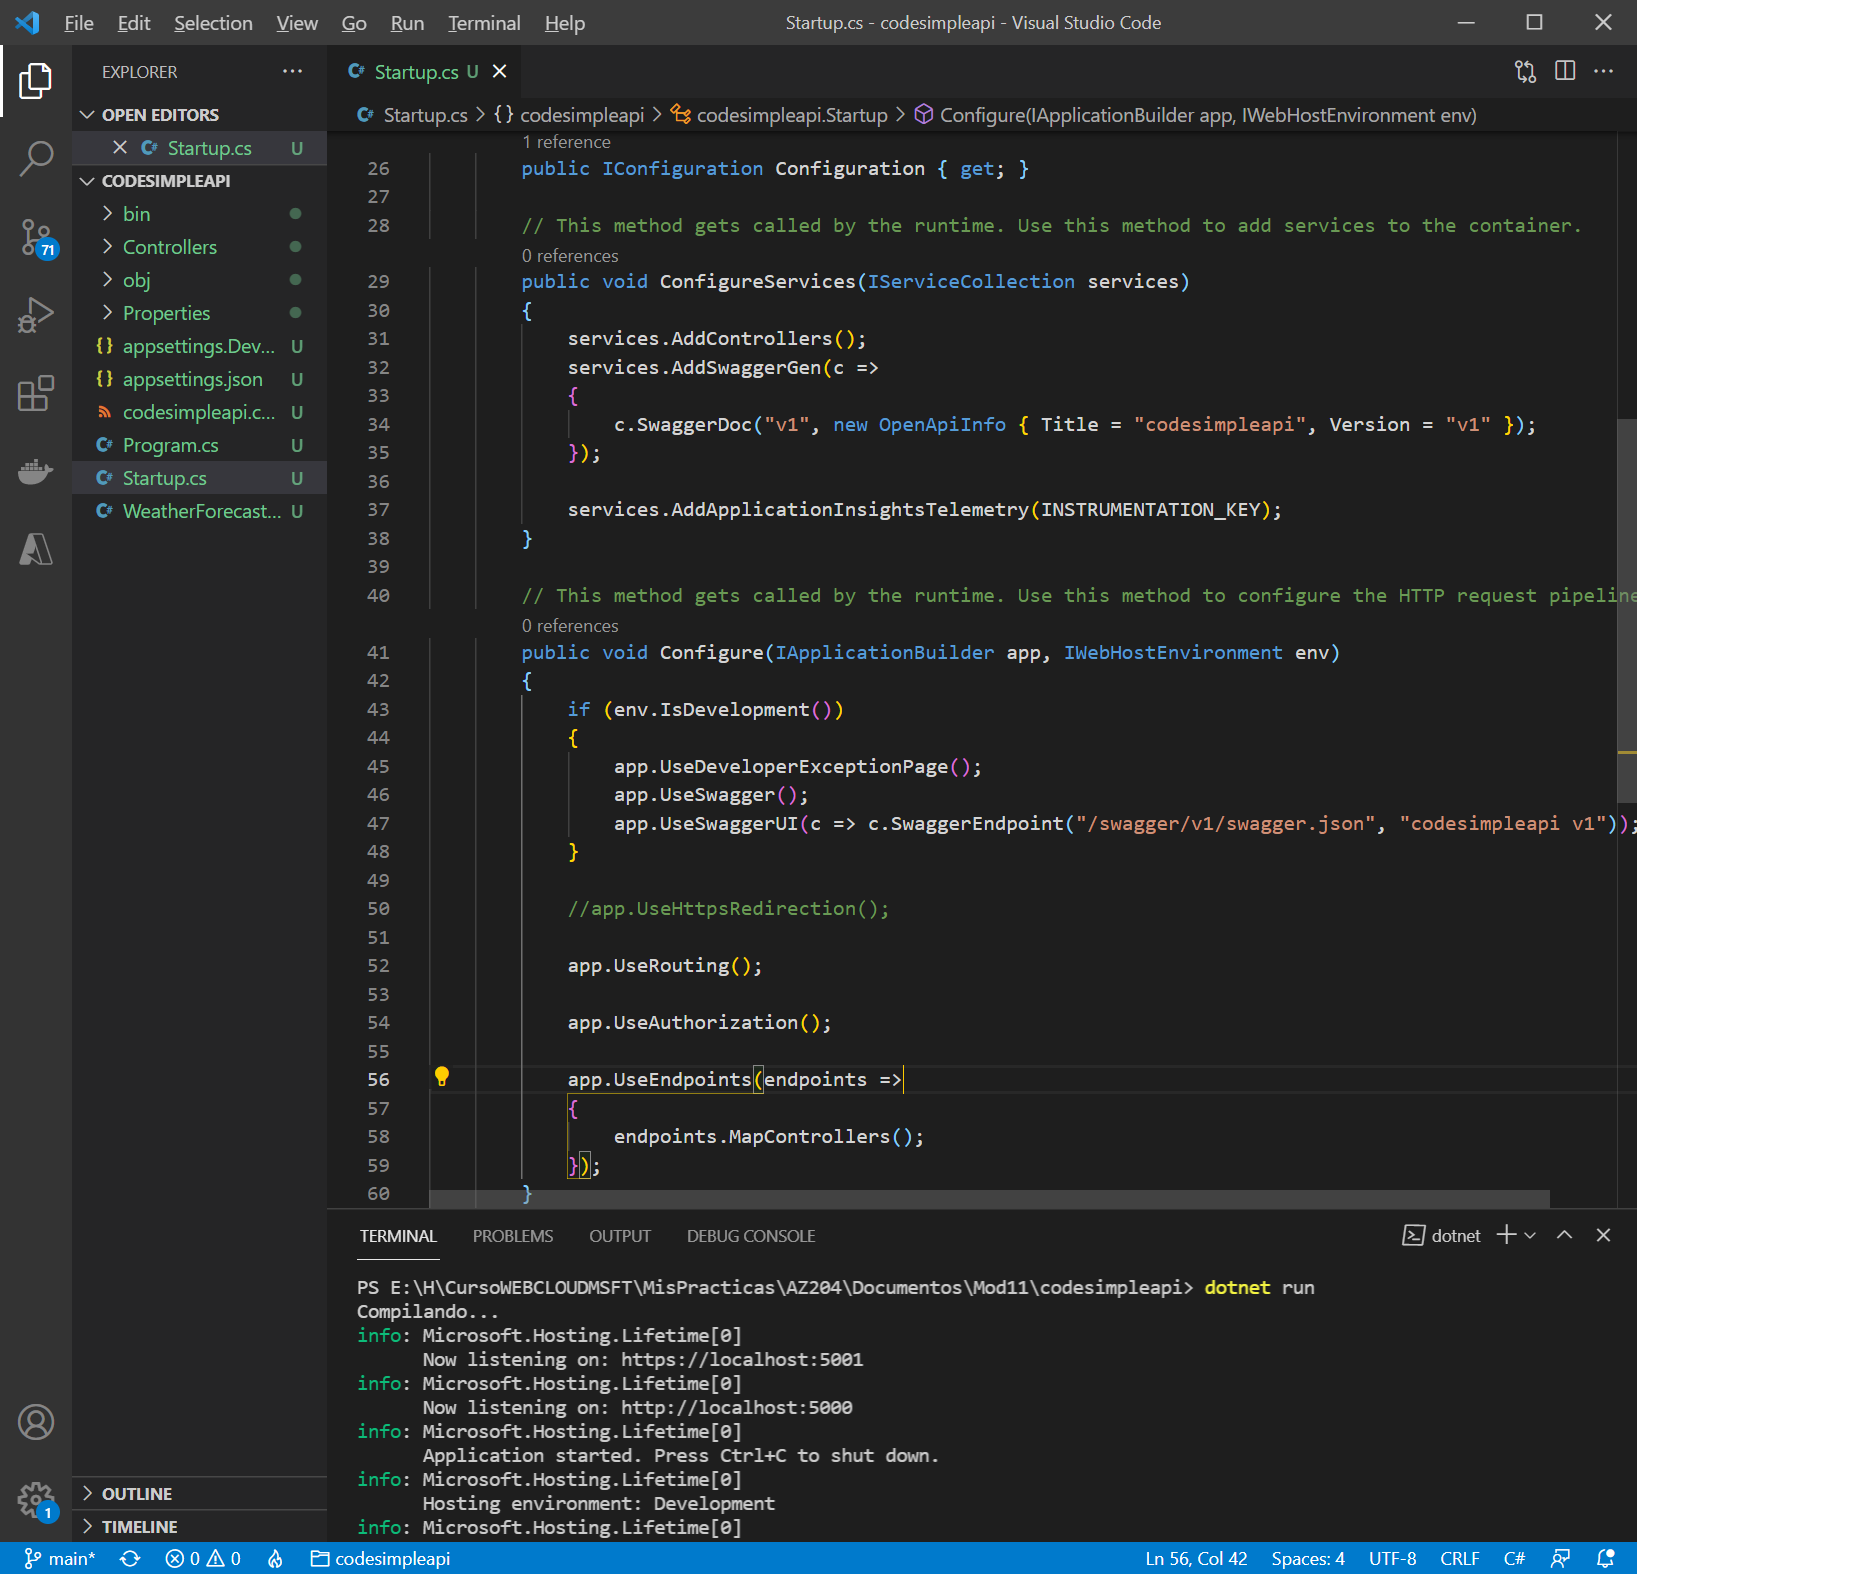 File Edit Selection View Go Run Terminal Help Startup.cs - codesimpleapi - Visual Studio Code
EXPLORER
OPEN EDITORS
Startup.cs U
CODESIMPLEAPI
bin
Controllers
obj
Properties
appsettings.Dev... U
appsettings.json U
codesimpleapi.c... U
Program.cs U
Startup.cs U
WeatherForecast... U
OUTLINE
TIMELINE
71
1
Startup.cs U
Startup.cs > {} codesimpleapi > codesimpleapi.Startup > Configure(IApplicationBuilder app, IWebHostEnvironment env)
1 reference
26 public IConfiguration Configuration { get; }
27
28 // This method gets called by the runtime. Use this method to add services to the container.
0 references
29 public void ConfigureServices(IServiceCollection services)
30 {
31 services.AddControllers();
32 services.AddSwaggerGen(c =>
33 {
34 c.SwaggerDoc("v1", new OpenApiInfo { Title = "codesimpleapi", Version = "v1" });
35 });
36
37 services.AddApplicationInsightsTelemetry(INSTRUMENTATION_KEY);
38 }
39
40 // This method gets called by the runtime. Use this method to configure the HTTP request pipeline
0 references
41 public void Configure(IApplicationBuilder app, IWebHostEnvironment env)
42 {
43 if (env.IsDevelopment())
44 {
45 app.UseDeveloperExceptionPage();
46 app.UseSwagger();
47 app.UseSwaggerUI(c => c.SwaggerEndpoint("/swagger/v1/swagger.json", "codesimpleapi v1"));
48 }
49
50 //app.UseHttpsRedirection();
51
52 app.UseRouting();
53
54 app.UseAuthorization();
55
56 app.UseEndpoints(endpoints =>
57 {
58 endpoints.MapControllers();
59 });
60 }
TERMINAL PROBLEMS OUTPUT DEBUG CONSOLE dotnet
PS E:\H\CursoWEBCLOUDMSFT\MisPracticas\AZ204\Documentos\Mod11\codesimpleapi> dotnet run
Compilando...
info: Microsoft.Hosting.Lifetime[0]
Now listening on: https://localhost:5001
info: Microsoft.Hosting.Lifetime[0]
Now listening on: http://localhost:5000
info: Microsoft.Hosting.Lifetime[0]
Application started. Press Ctrl+C to shut down.
info: Microsoft.Hosting.Lifetime[0]
Hosting environment: Development
info: Microsoft.Hosting.Lifetime[0]
main* 0 0 codesimpleapi Ln 56, Col 42 Spaces: 4 UTF-8 CRLF C#